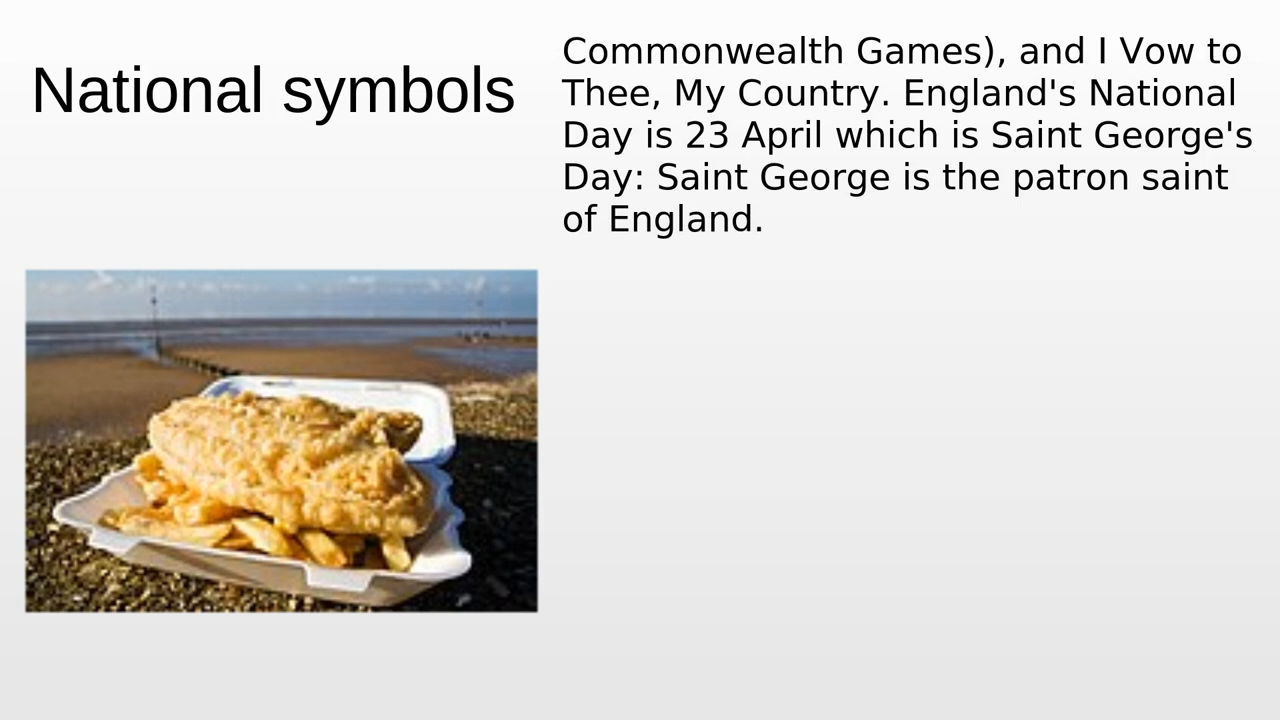 National symbols
Commonwealth Games), and I Vow to
Thee, My Country. England's National
Day is 23 April which is Saint George's
Day: Saint George is the patron saint
of England.